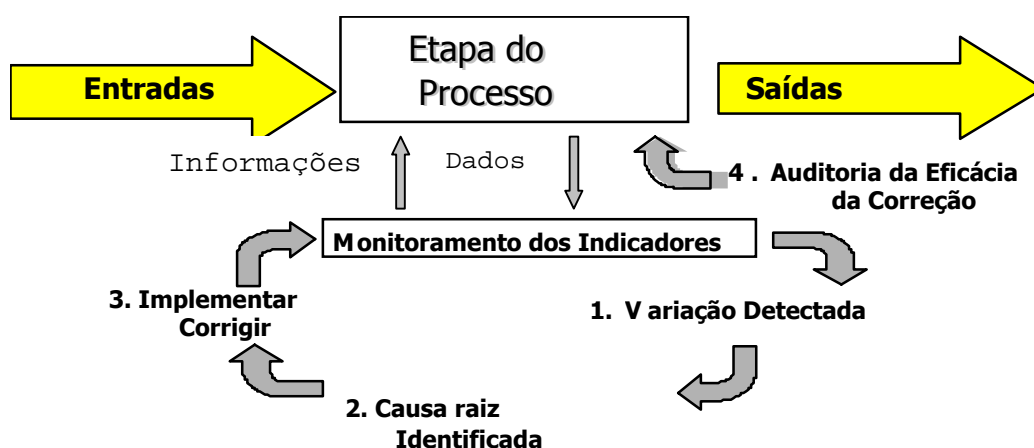 Etapa do
Processo
Entradas
Saídas
Informações
Dados
4 . Auditoria da Eficácia
da Correção
Monitoramento dos Indicadores
3. Implementar
Corrigir
1. V ariação Detectada
2. Causa raiz
Identificada